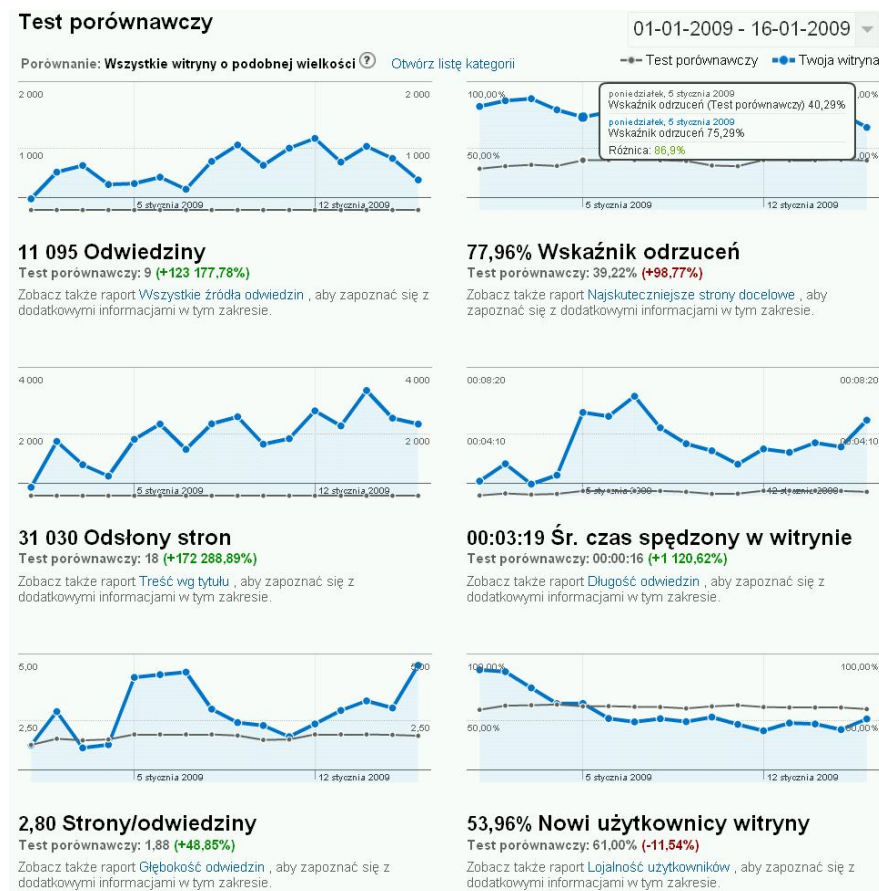 Test porównawczy
01-01-2009 - 16-01-2009
Porównanie: Wszystkie witryny o podobnej wielkości ? Otwórz listę kategorii
Test porównawczy Twoja witryna
2 000 2 000
1 000 1 000
5 stycznia 2009 12 stycznia 2009
11 095 Odwiedziny
Test porównawczy: 9 (+123 177,78%)
Zobacz także raport Wszystkie źródła odwiedzin , aby zapoznać się z
dodatkowymi informacjami w tym zakresie.
100,00% ,00%
poniedziałek, 5 stycznia 2009
Wskaźnik odrzuceń (Test porównawczy) 40,29%
poniedziałek, 5 stycznia 2009
Wskaźnik odrzuceń 75,29%
Różnica: 86,9%
50,00% 00%
5 stycznia 2009 12 stycznia 2009
77,96% Wskaźnik odrzuceń
Test porównawczy: 39,22% (+98,77%)
Zobacz także raport Najskuteczniejsze strony docelowe , aby
zapoznać się z dodatkowymi informacjami w tym zakresie.
4 000 4 000
2 000 2 000
5 stycznia 2009 12 stycznia 2009
31 030 Odsłony stron
Test porównawczy: 18 (+172 288,89%)
Zobacz także raport Treść wg tytułu , aby zapoznać się z
dodatkowymi informacjami w tym zakresie.
00:08:20 00:08:20
00:04:10 00:04:10
5 stycznia 2009 12 stycznia 2009
00:03:19 Śr. czas spędzony w witrynie
Test porównawczy: 00:00:16 (+1 120,62%)
Zobacz także raport Długość odwiedzin , aby zapoznać się z
dodatkowymi informacjami w tym zakresie.
5,00 5,00
2,50 2,50
5 stycznia 2009 12 stycznia 2009
2,80 Strony/odwiedziny
Test porównawczy: 1,88 (+48,85%)
Zobacz także raport Głębokość odwiedzin , aby zapoznać się z
dodatkowymi informacjami w tym zakresie.
100,00% 100,00%
50,00% 50,00%
5 stycznia 2009 12 stycznia 2009
53,96% Nowi użytkownicy witryny
Test porównawczy: 61,00% (-11,54%)
Zobacz także raport Lojalność użytkowników , aby zapoznać się z
dodatkowymi informacjami w tym zakresie.